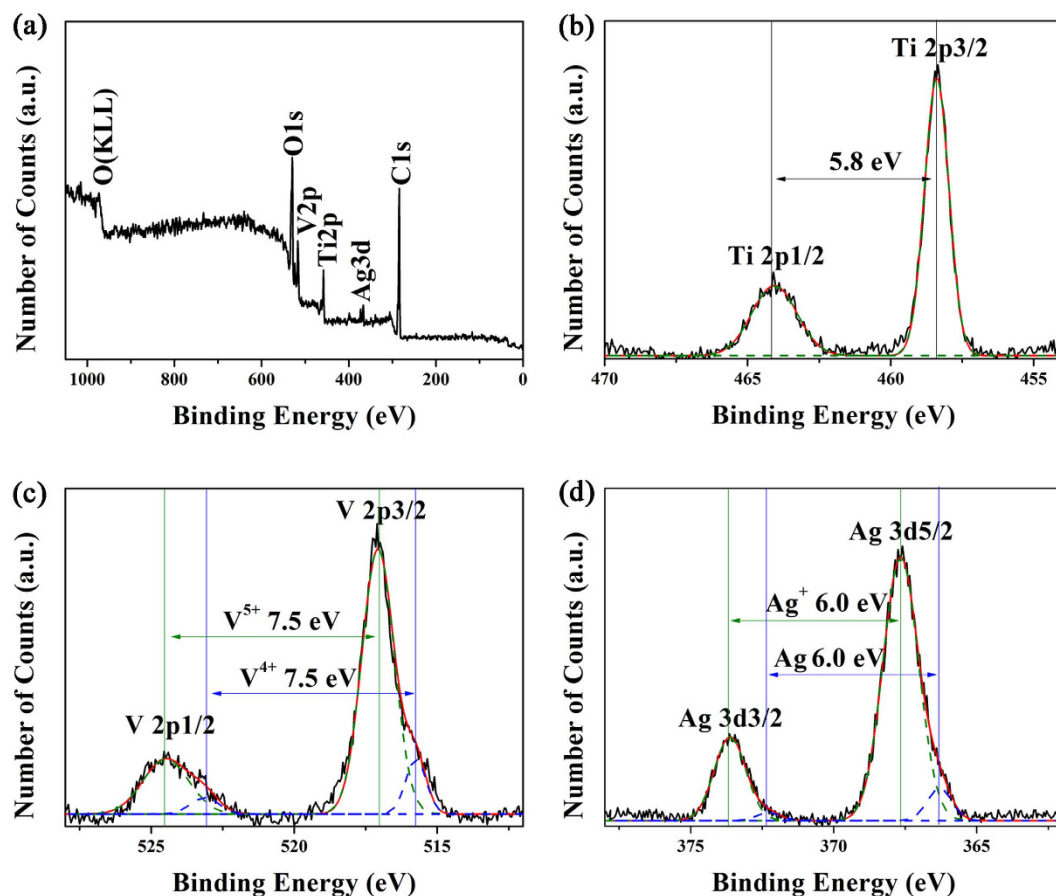 (a)
Number of Counts (a.u.)
O(KLL)
O1s
V2p
Ti2p
Ag3d
C1s
1000 800 600 400 200 0
Binding Energy (eV)
(b)
Number of Counts (a.u.)
Ti 2p3/2
5.8 eV
Ti 2p1/2
470 465 460 455
Binding Energy (eV)
(c)
Number of Counts (a.u.)
V 2p3/2
V⁵⁺ 7.5 eV
V⁴⁺ 7.5 eV
V 2p1/2
525 520 515
Binding Energy (eV)
(d)
Number of Counts (a.u.)
Ag 3d5/2
Ag⁺ 6.0 eV
Ag 6.0 eV
Ag 3d3/2
375 370 365
Binding Energy (eV)